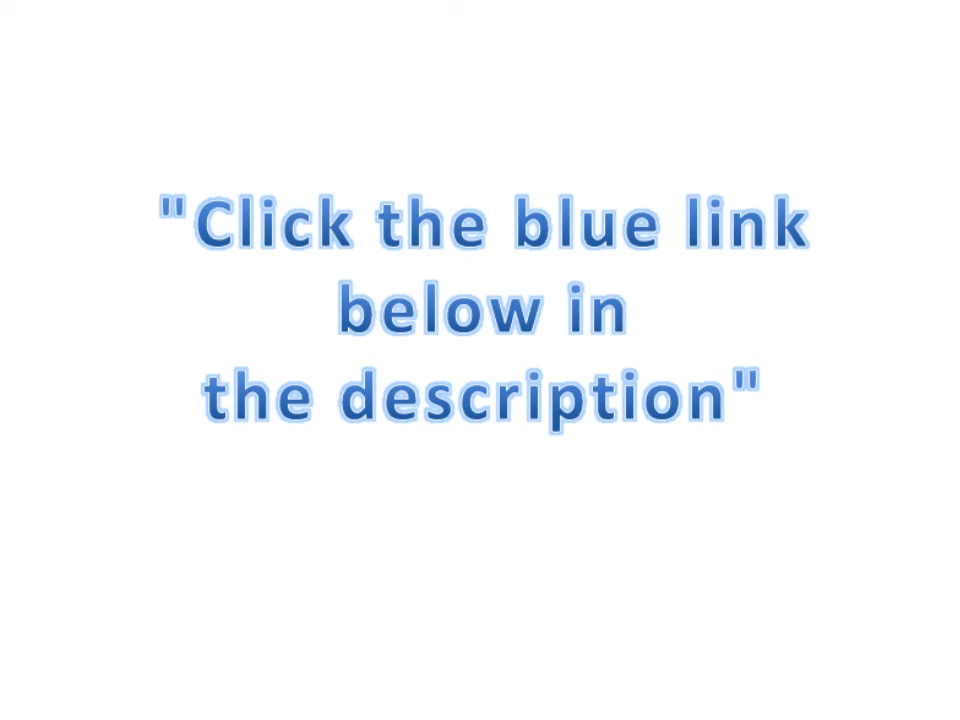 "Click the blue link
below in
the description"